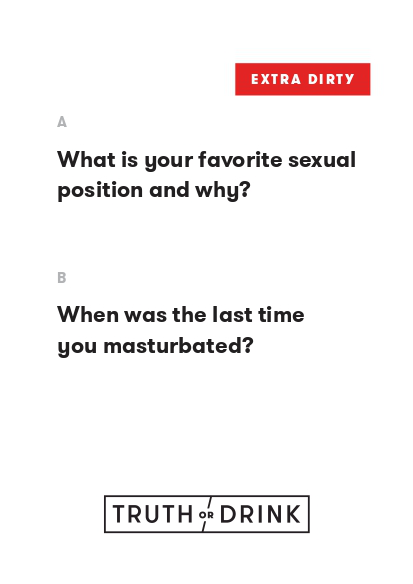 EXTRA DIRTY
A
What is your favorite sexual
position and why?
B
When was the last time
you masturbated?
TRUTH OR DRINK